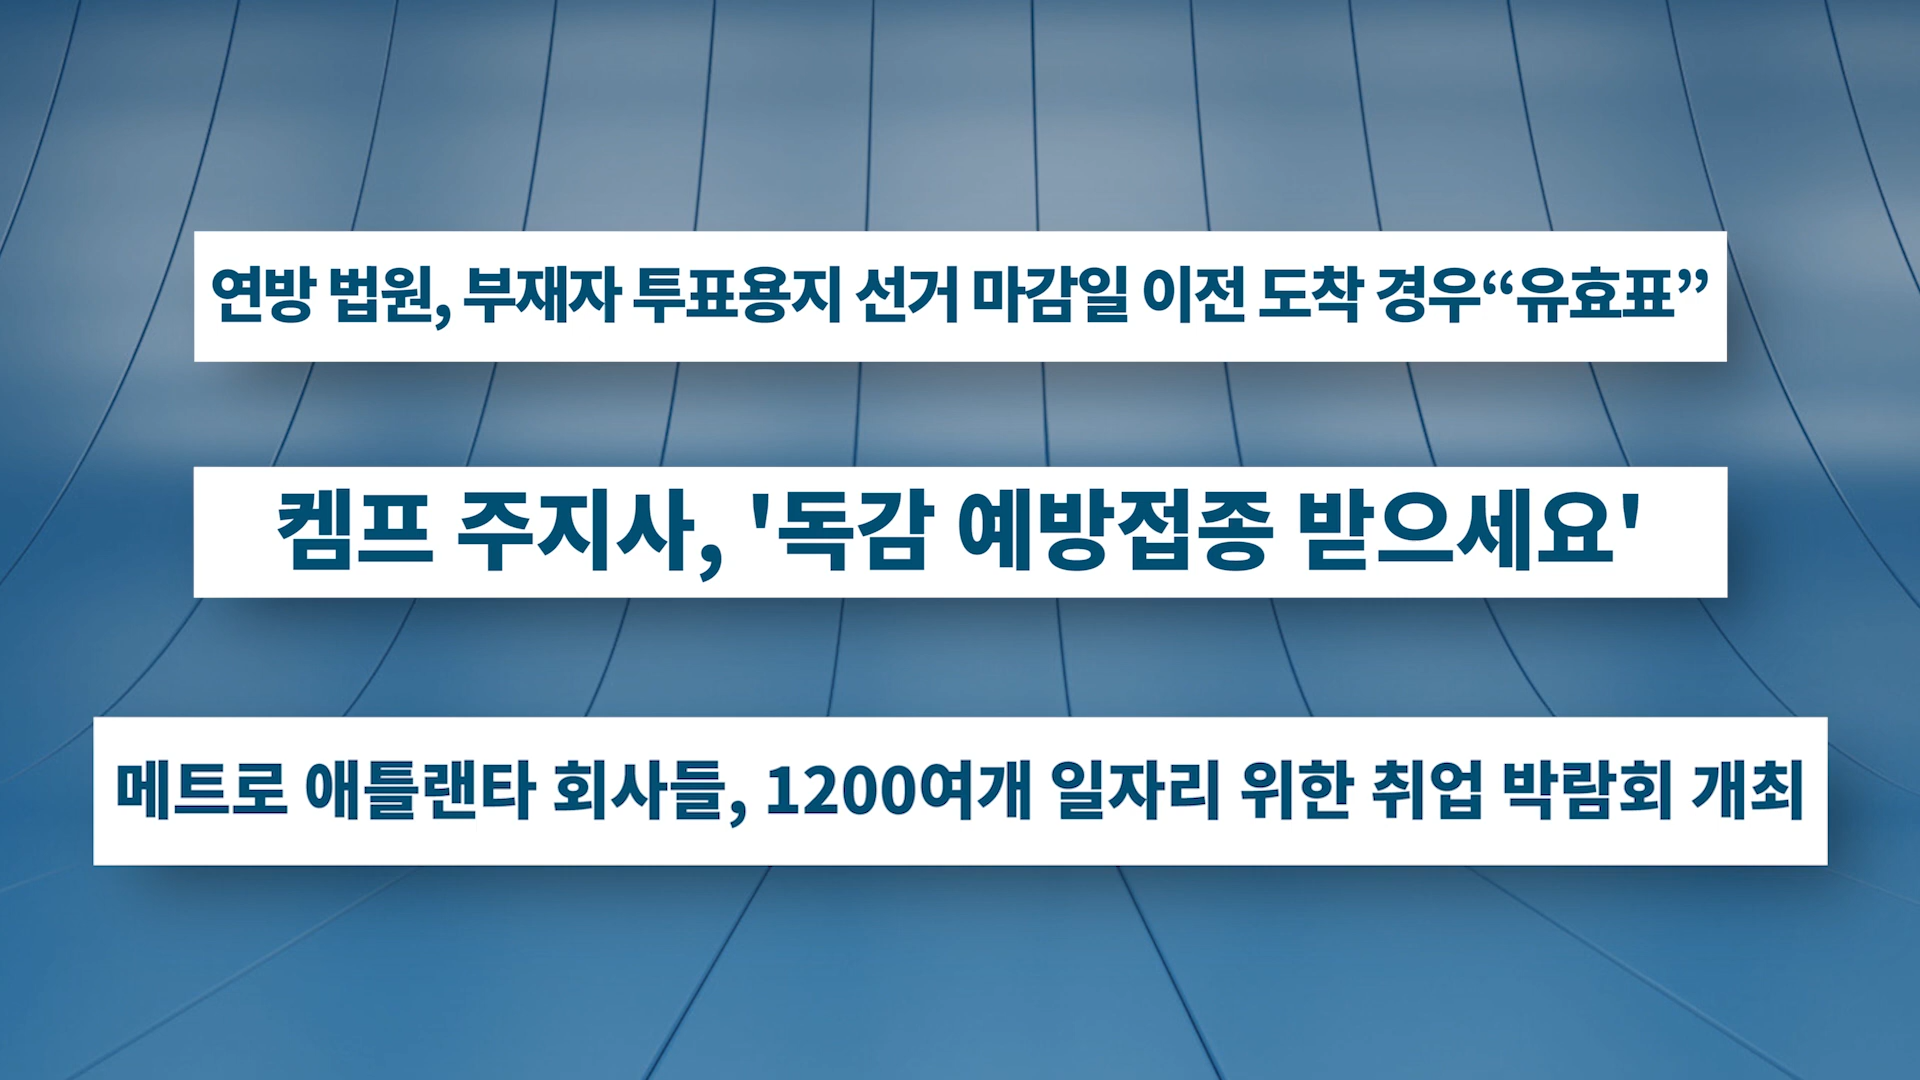 연방 법원, 부재자 투표용지 선거 마감일 이전 도착 경우“유효표”
켐프 주지사, '독감 예방접종 받으세요'
메트로 애틀랜타 회사들, 1200여개 일자리 위한 취업 박람회 개최